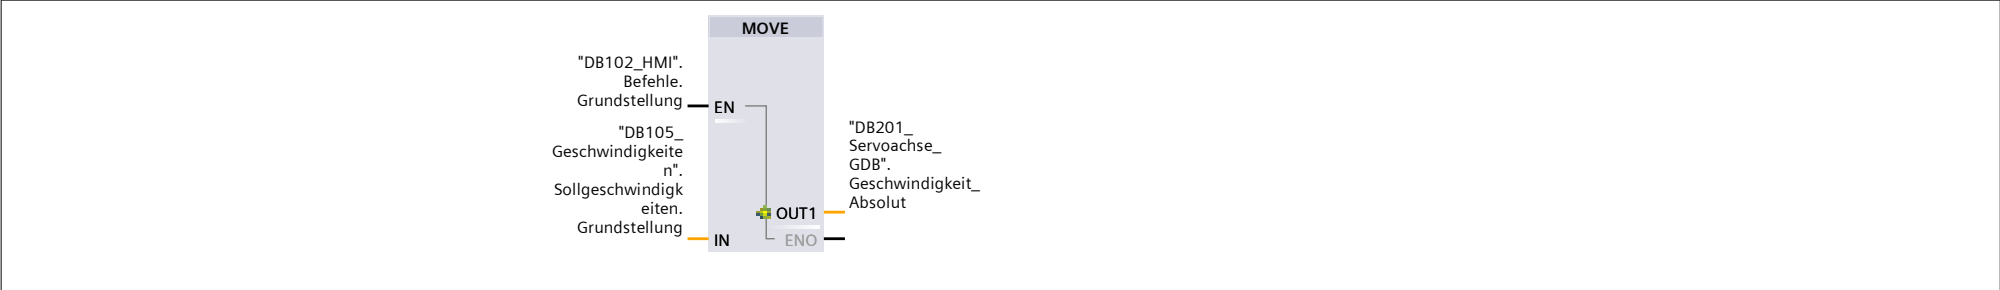 MOVE
"DB102_HMI".
Befehle.
Grundstellung
EN
"DB105_
Geschwindigkeite
n".
Sollgeschwindigk
eiten.
Grundstellung
IN
"DB201_
Servoachse_
GDB".
Geschwindigkeit_
Absolut
OUT1
ENO